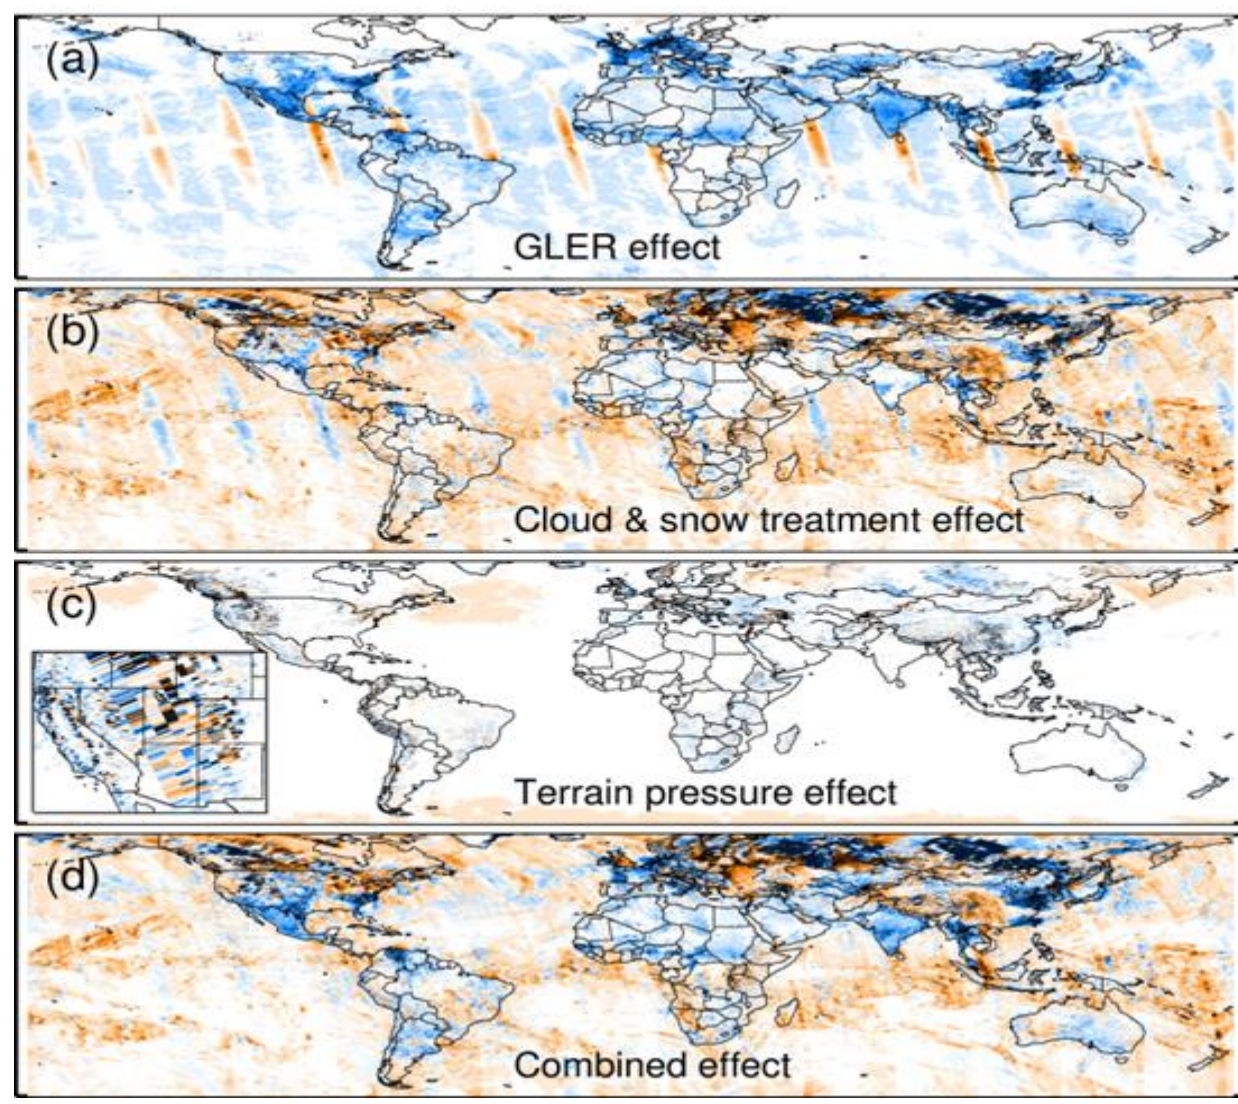 (a)
GLER effect
(b)
Cloud & snow treatment effect
(c)
Terrain pressure effect
(d)
Combined effect